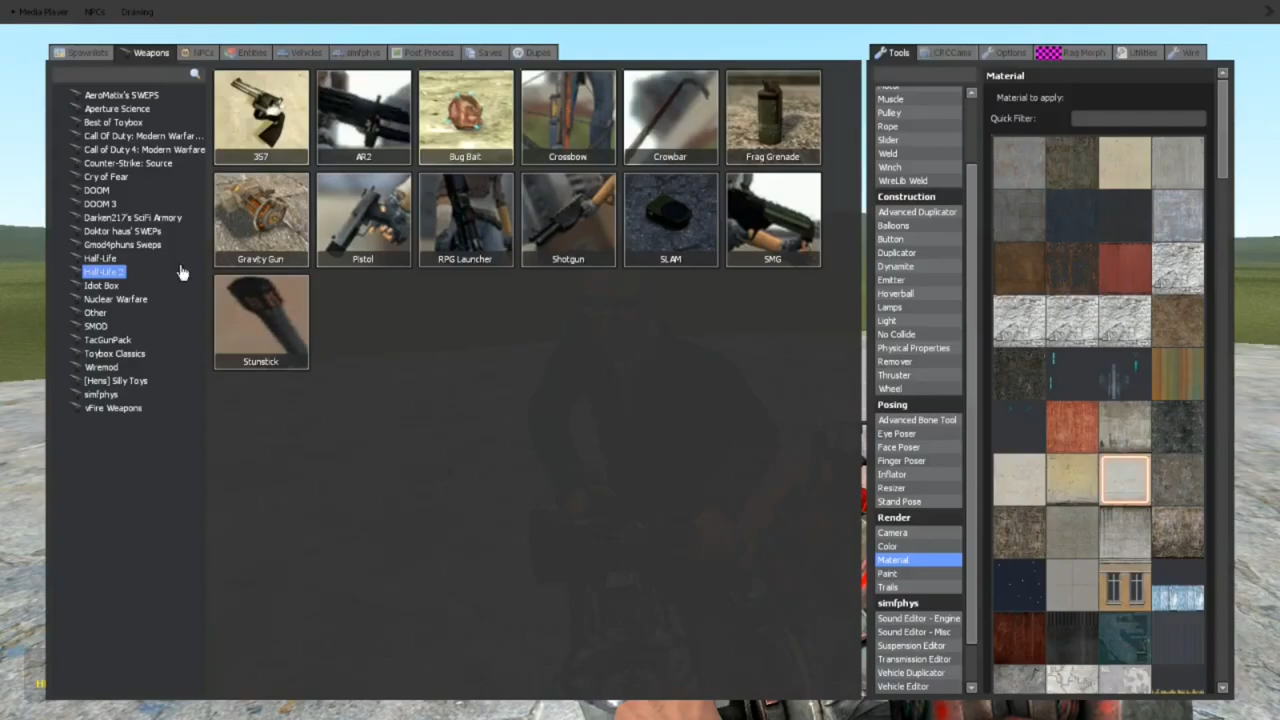 Media Player NPCs Drawing
Spawnlists Weapons NPCs Entities Vehicles simfphys Post Process Saves Dupes
Tools CRCCams Options Rag Morph Utilities Wire
AeroMatix's SWEPS
Aperture Science
Best of Toybox
Call Of Duty: Modern Warfar...
Call of Duty 4: Modern Warfare
Counter-Strike: Source
Cry of Fear
DOOM
DOOM 3
Darken217's SciFi Armory
Doktor haus' SWEPs
Gmod4phuns Sweps
Half-Life
Half-Life 2
Idiot Box
Nuclear Warfare
Other
SMOD
TacGunPack
Toybox Classics
Wiremod
[Hens] Silly Toys
simfphys
vFire Weapons
357 AR2 Bug Bait Crossbow Crowbar Frag Grenade
Gravity Gun Pistol RPG Launcher Shotgun SLAM SMG
Stunstick
Motor
Muscle
Pulley
Rope
Slider
Weld
Winch
WireLib Weld
Construction
Advanced Duplicator
Balloons
Button
Duplicator
Dynamite
Emitter
Hoverball
Lamps
Light
No Collide
Physical Properties
Remover
Thruster
Wheel
Posing
Advanced Bone Tool
Eye Poser
Face Poser
Finger Poser
Inflator
Resizer
Stand Pose
Render
Camera
Color
Material
Paint
Trails
simfphys
Sound Editor - Engine
Sound Editor - Misc
Suspension Editor
Transmission Editor
Vehicle Duplicator
Vehicle Editor
Material
Material to apply:
Quick Filter: